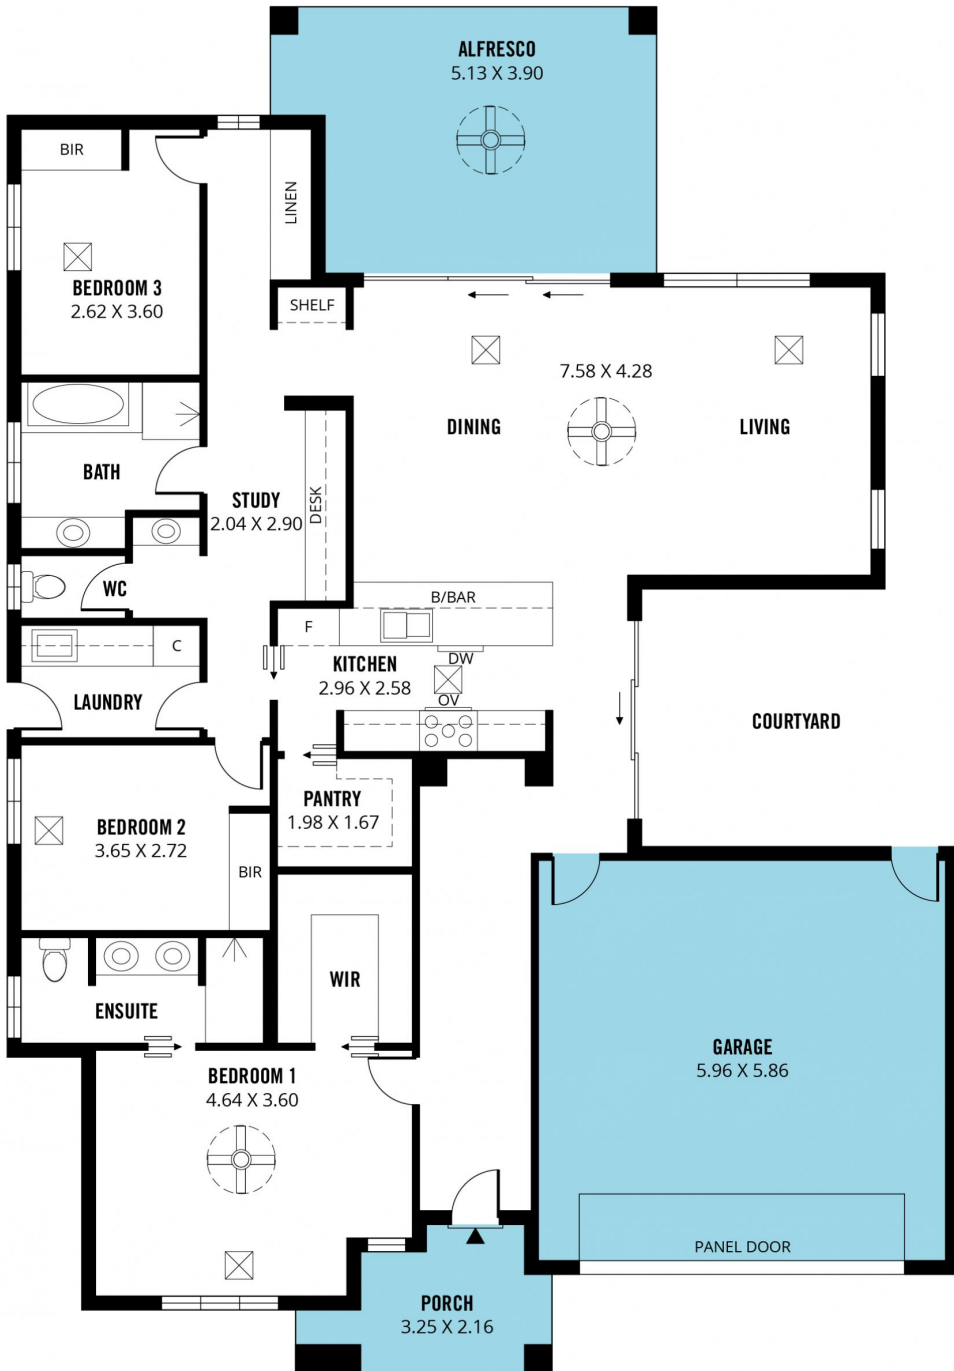 ALFRESCO
5.13 X 3.90
BIR
LINEN
BEDROOM 3
2.62 X 3.60
SHELF
7.58 X 4.28
DINING
LIVING
BATH
STUDY
2.04 X 2.90
DESK
WC
B/BAR
F
C
KITCHEN
2.96 X 2.58
DW
OV
LAUNDRY
COURTYARD
PANTRY
1.98 X 1.67
BEDROOM 2
3.65 X 2.72
BIR
WIR
ENSUITE
GARAGE
5.96 X 5.86
BEDROOM 1
4.64 X 3.60
PANEL DOOR
PORCH
3.25 X 2.16